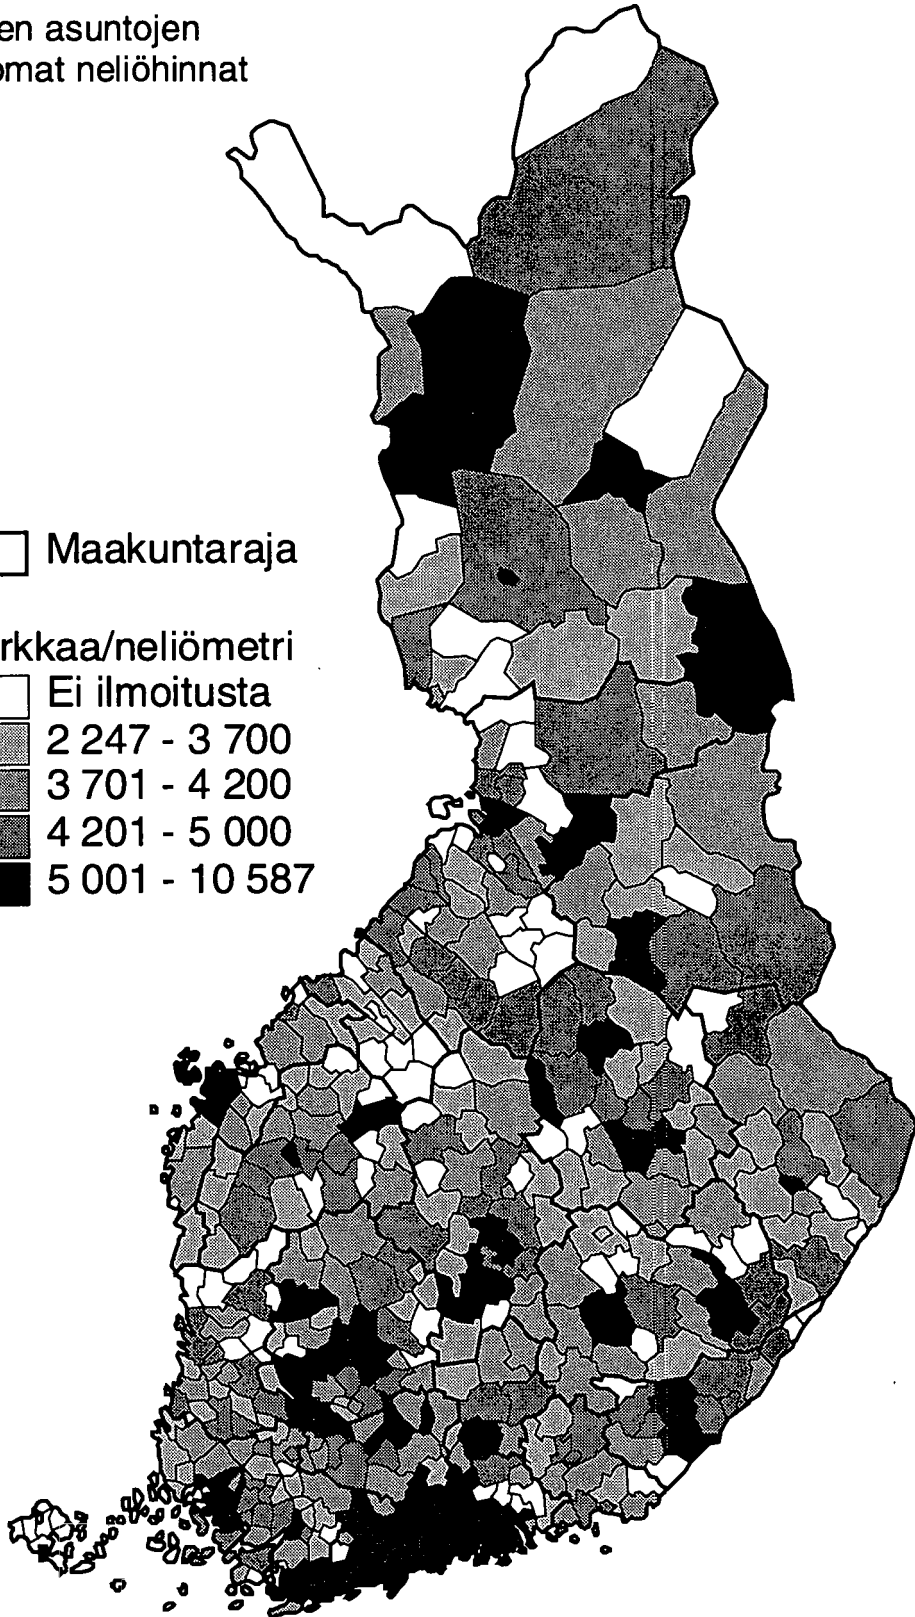 en asuntojen
omat neliöhinnat
Maakuntaraja
rkkaa/neliömetri
Ei ilmoitusta
2 247 - 3 700
3 701 - 4 200
4 201 - 5 000
5 001 - 10 587